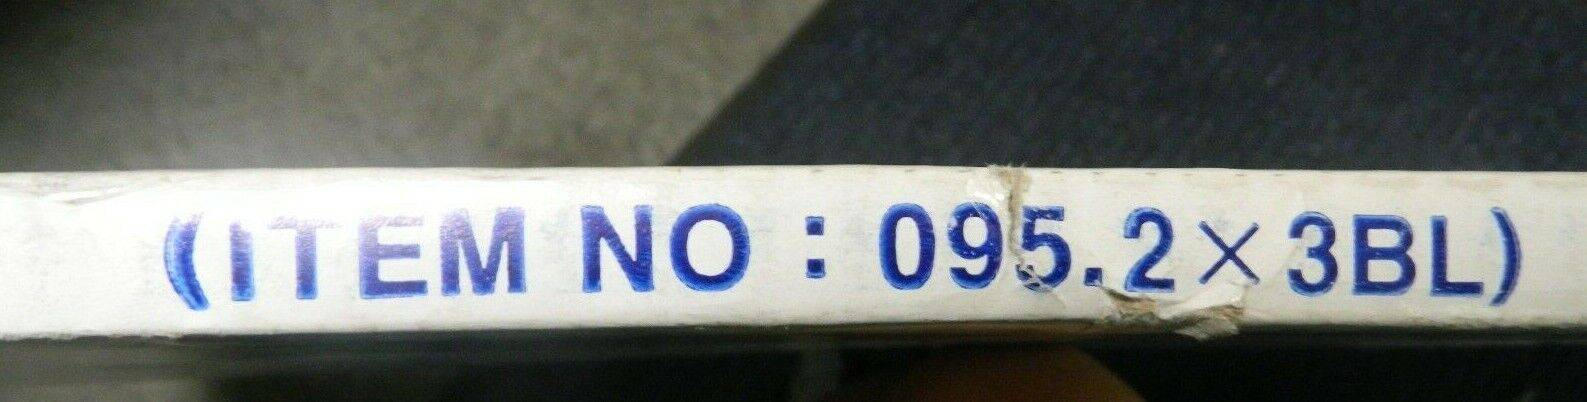 (ITEM NO : 095.2×3BL)